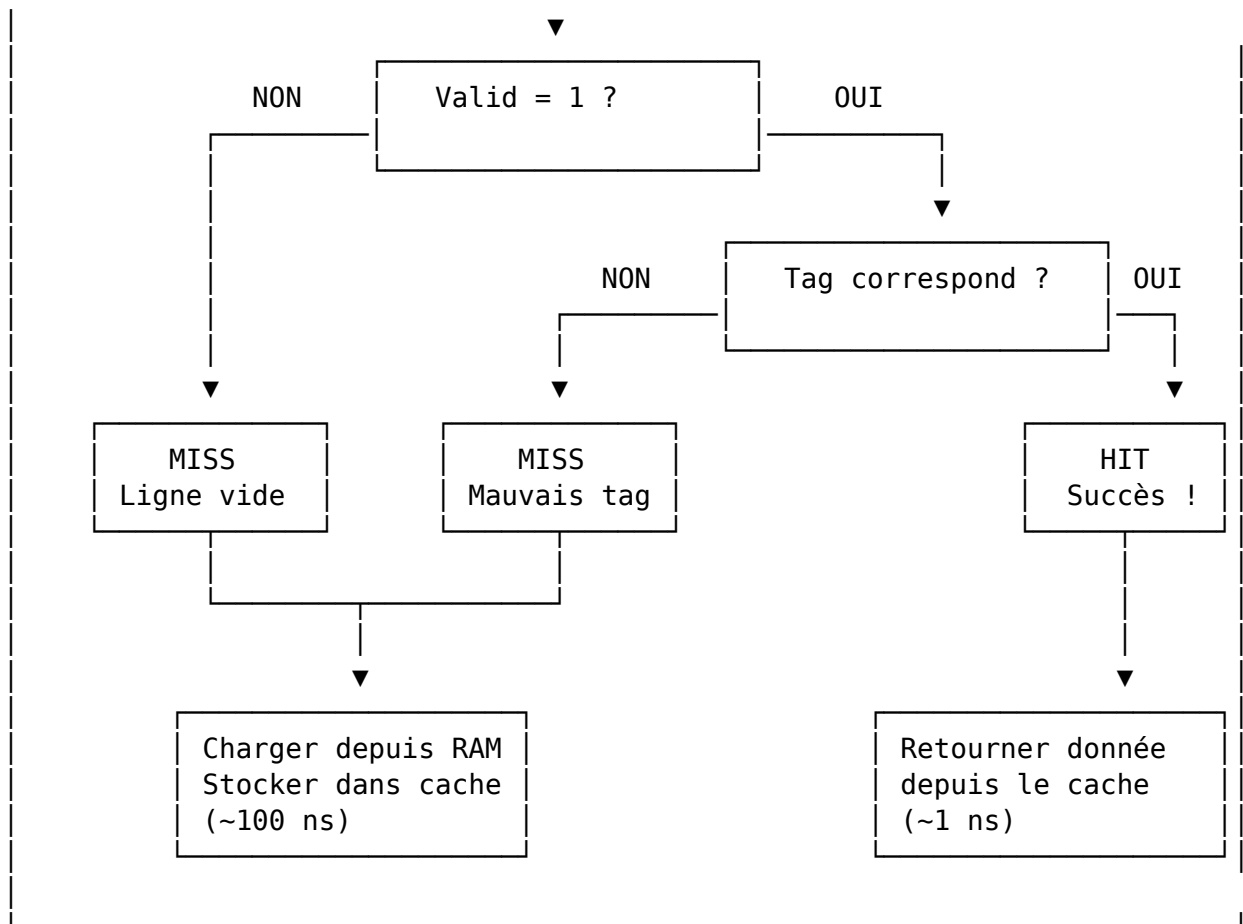 Valid = 1 ?
NON
OUI
Tag correspond ?
NON
OUI
MISS
Ligne vide
MISS
Mauvais tag
HIT
Succès !
Charger depuis RAM
Stocker dans cache
(~100 ns)
Retourner donnée
depuis le cache
(~1 ns)